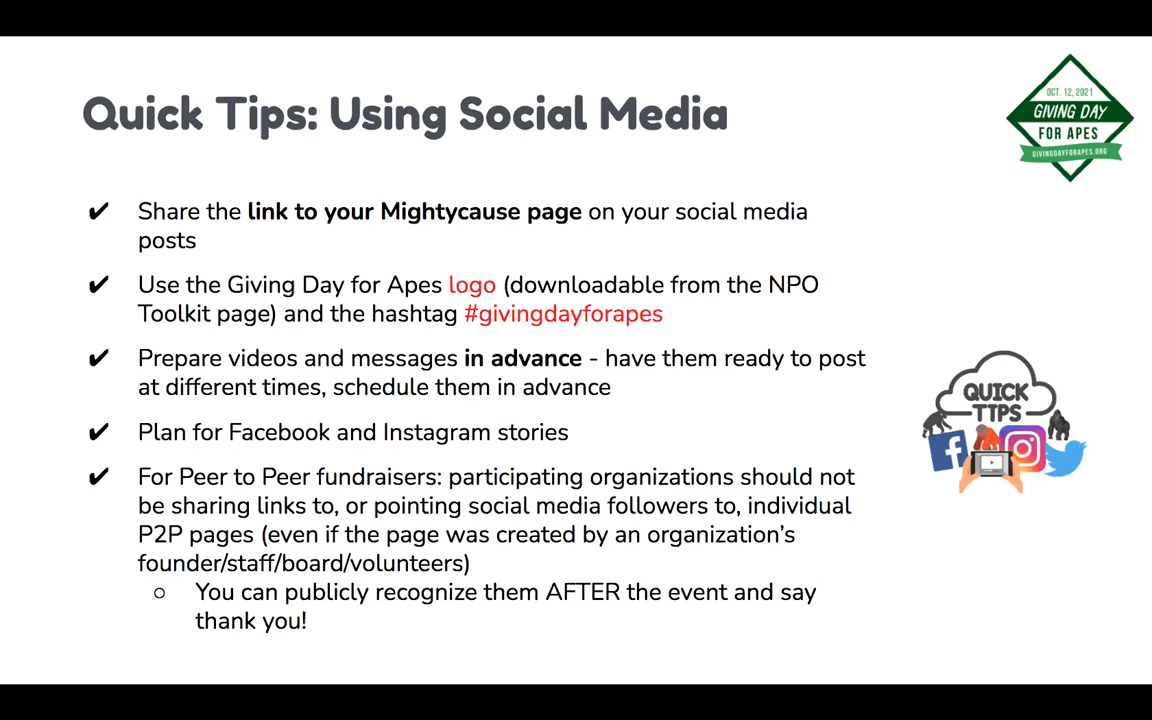 Quick Tips: Using Social Media
OCT. 12, 2021
GIVING DAY
FOR APES
GIVINGDAYFORAPES.ORG
✔ Share the link to your Mightycause page on your social media
posts
✔ Use the Giving Day for Apes logo (downloadable from the NPO
Toolkit page) and the hashtag #givingdayforapes
✔ Prepare videos and messages in advance - have them ready to post
at different times, schedule them in advance
✔ Plan for Facebook and Instagram stories
✔ For Peer to Peer fundraisers: participating organizations should not
be sharing links to, or pointing social media followers to, individual
P2P pages (even if the page was created by an organization's
founder/staff/board/volunteers)
○ You can publicly recognize them AFTER the event and say
thank you!
QUICK
TIPS